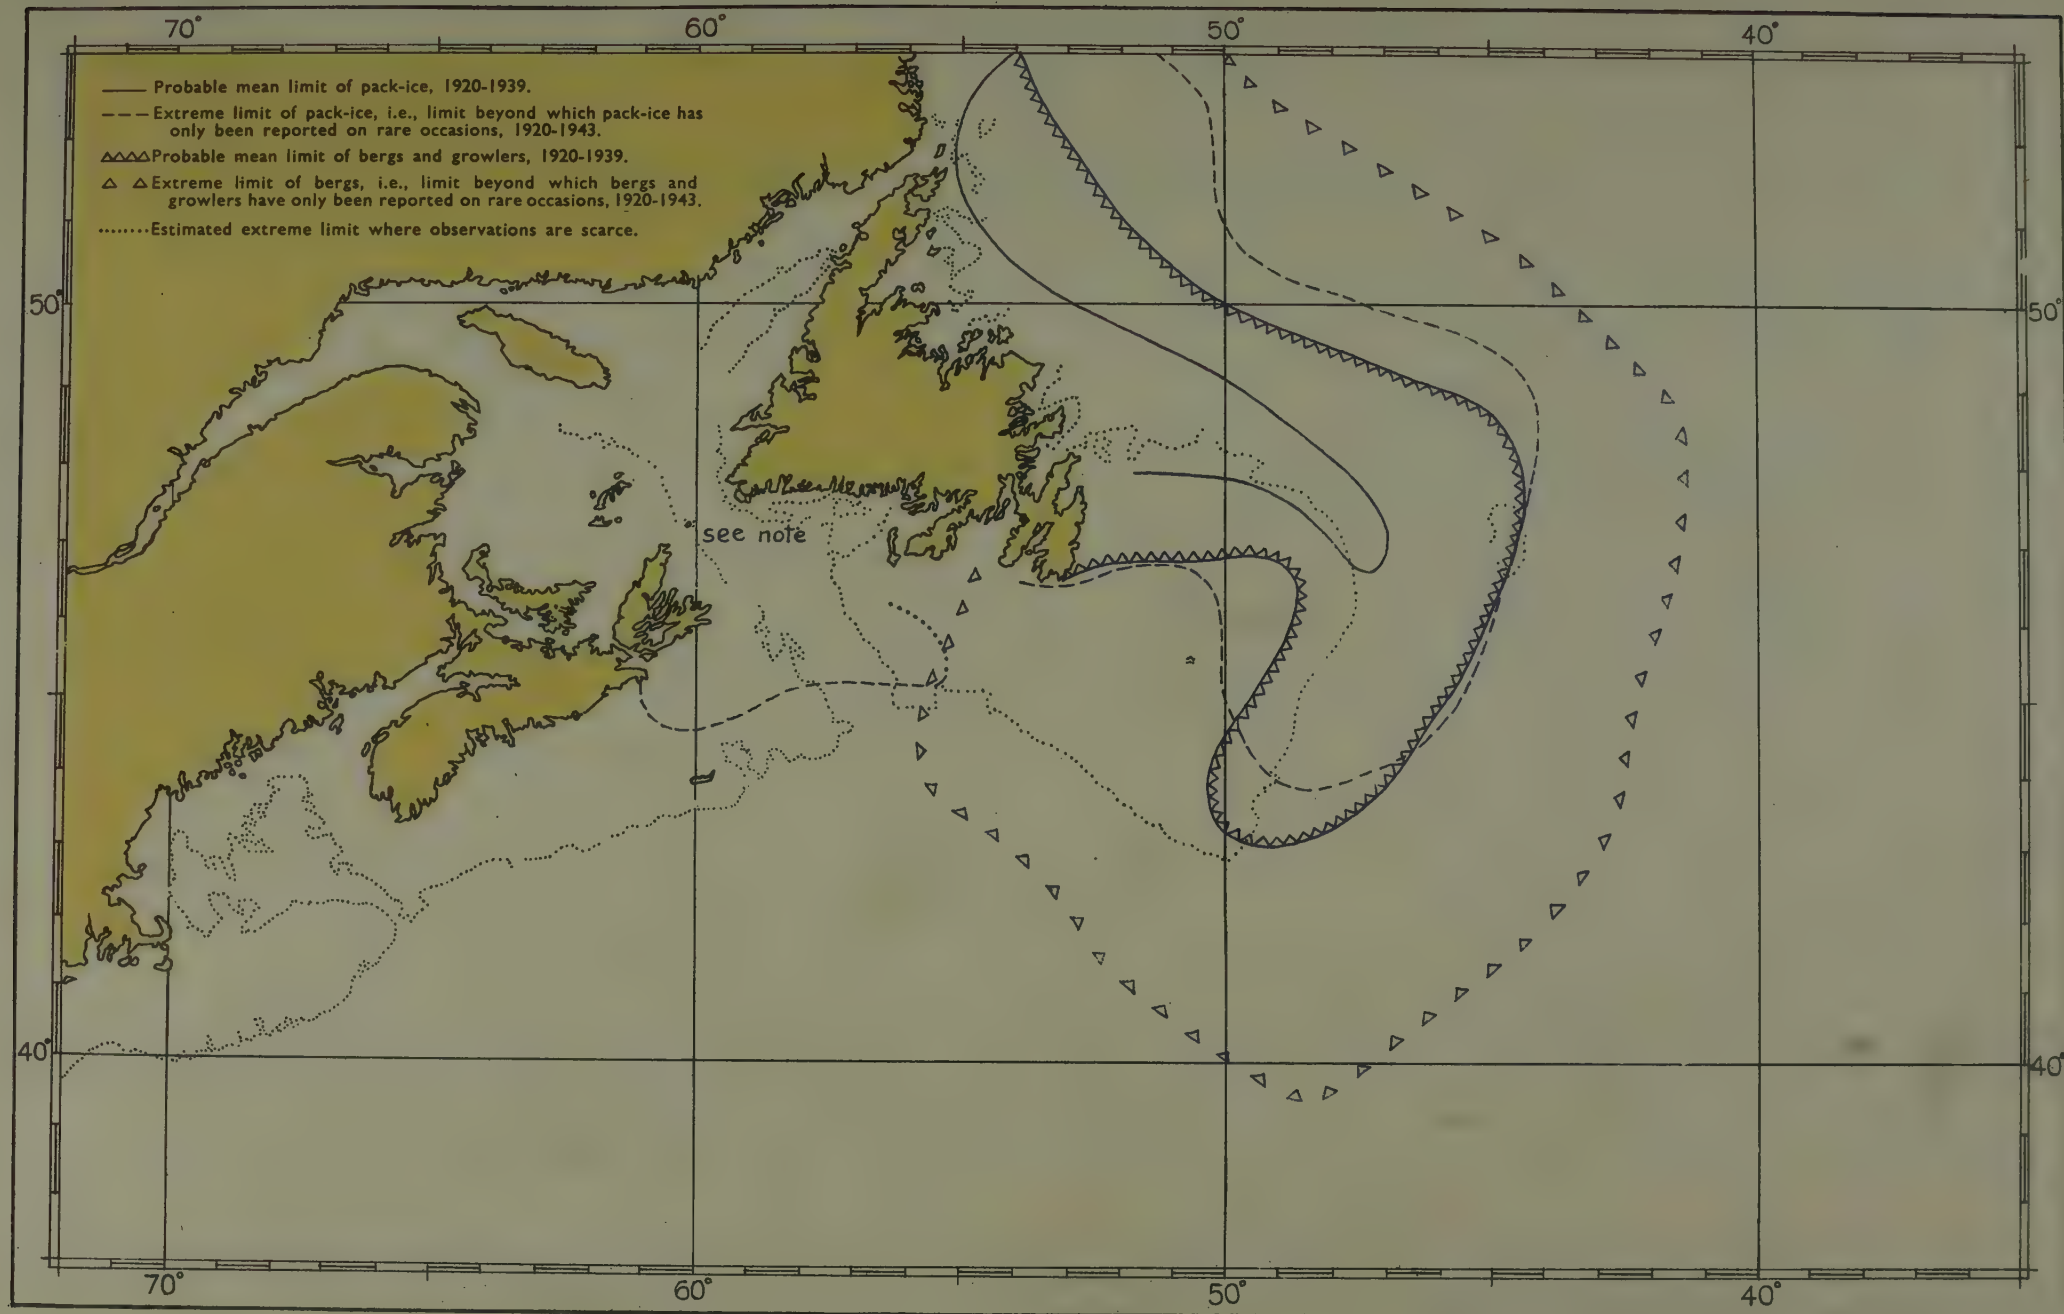 70° 60° 50° 40°
Probable mean limit of pack-ice, 1920-1939.
Extreme limit of pack-ice, i.e., limit beyond which pack-ice has
only been reported on rare occasions, 1920-1943.
Probable mean limit of bergs and growlers, 1920-1939.
Extreme limit of bergs, i.e., limit beyond which bergs and
growlers have only been reported on rare occasions, 1920-1943.
Estimated extreme limit where observations are scarce.
50° 50°
see note
40° 40°
70° 60° 50° 40°